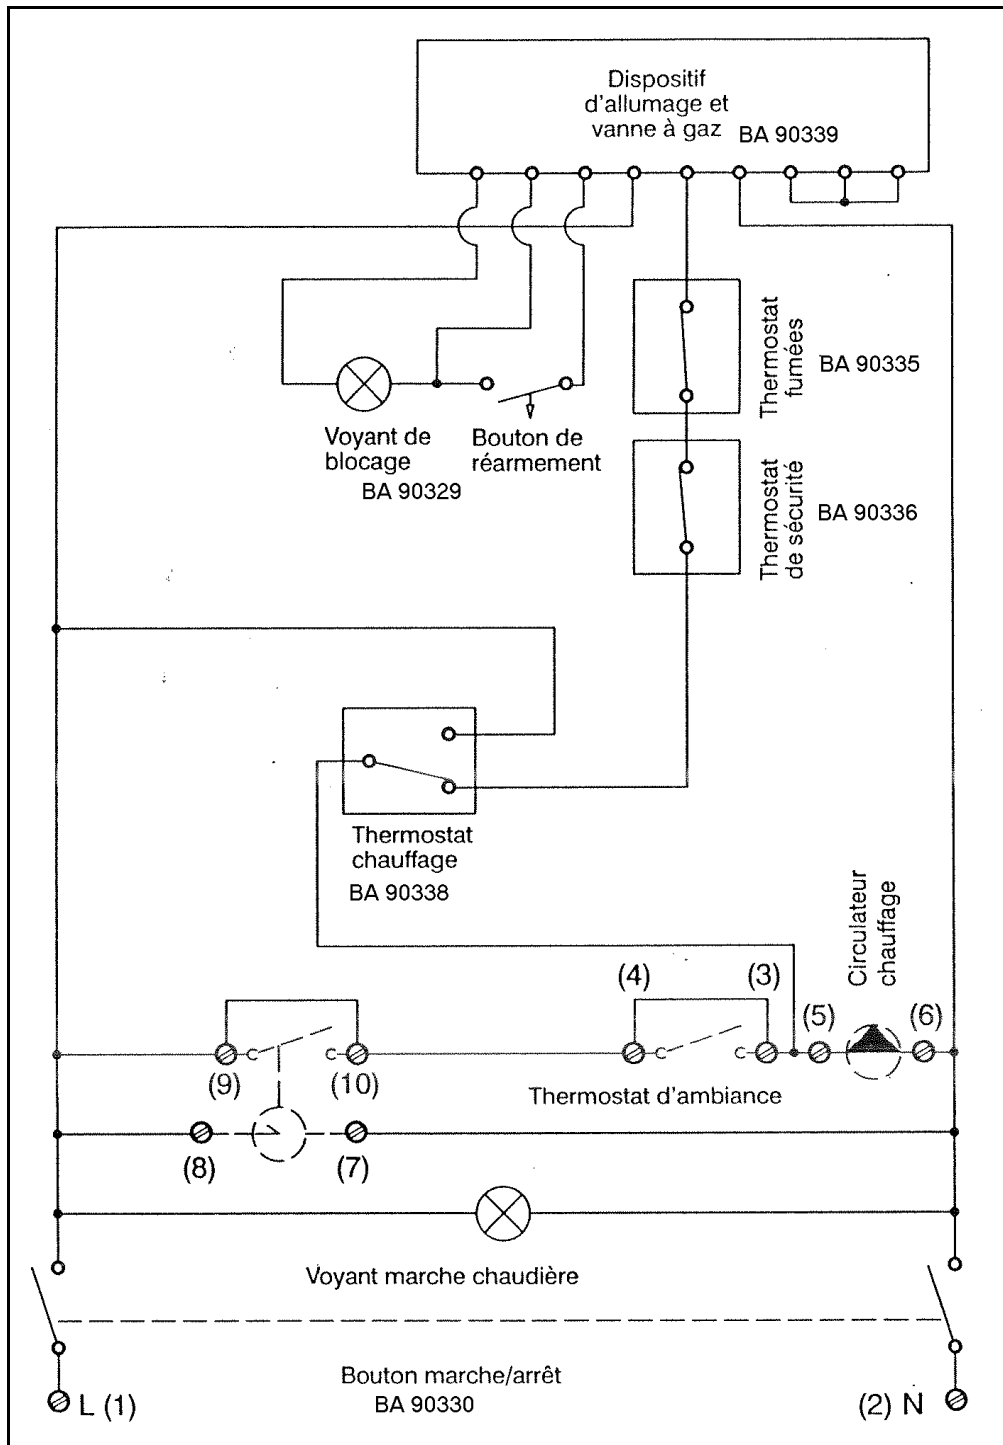 Dispositif
d'allumage et
vanne à gaz BA 90339
Thermostat
fumées
BA 90335
Voyant de
blocage
BA 90329
Bouton de
réarmement
Thermostat
de sécurité
BA 90336
Thermostat
chauffage
BA 90338
Circulateur
chauffage
(4)
(3)
(5)
(6)
(9)
(10)
Thermostat d'ambiance
(8)
(7)
Voyant marche chaudière
Bouton marche/arrêt
BA 90330
L (1)
(2) N